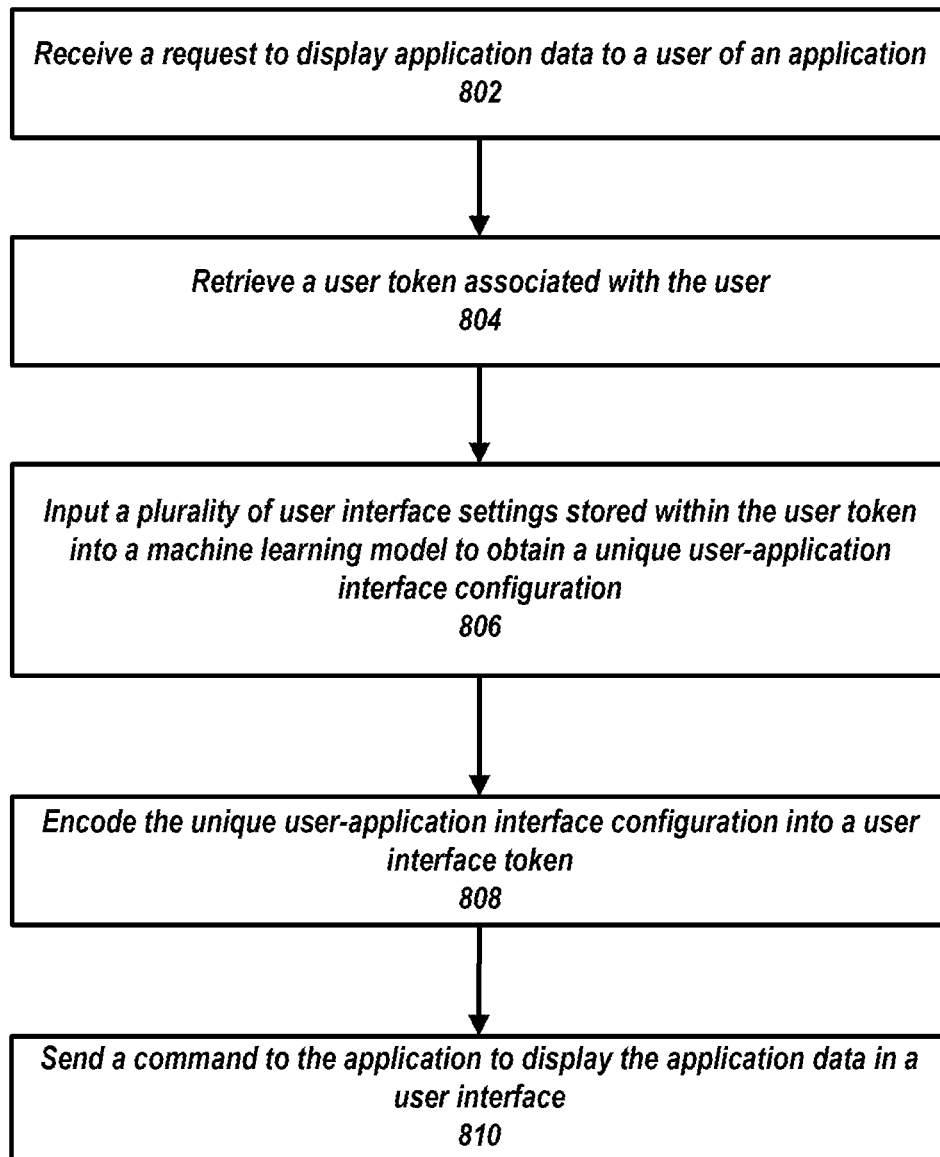 Receive a request to display application data to a user of an application
802
Retrieve a user token associated with the user
804
Input a plurality of user interface settings stored within the user token
into a machine learning model to obtain a unique user-application
interface configuration
806
Encode the unique user-application interface configuration into a user
interface token
808
Send a command to the application to display the application data in a
user interface
810